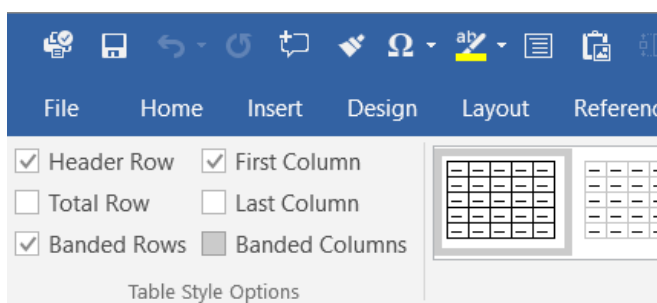 File Home Insert Design Layout Referenc
Header Row First Column
Total Row Last Column
Banded Rows Banded Columns
Table Style Options